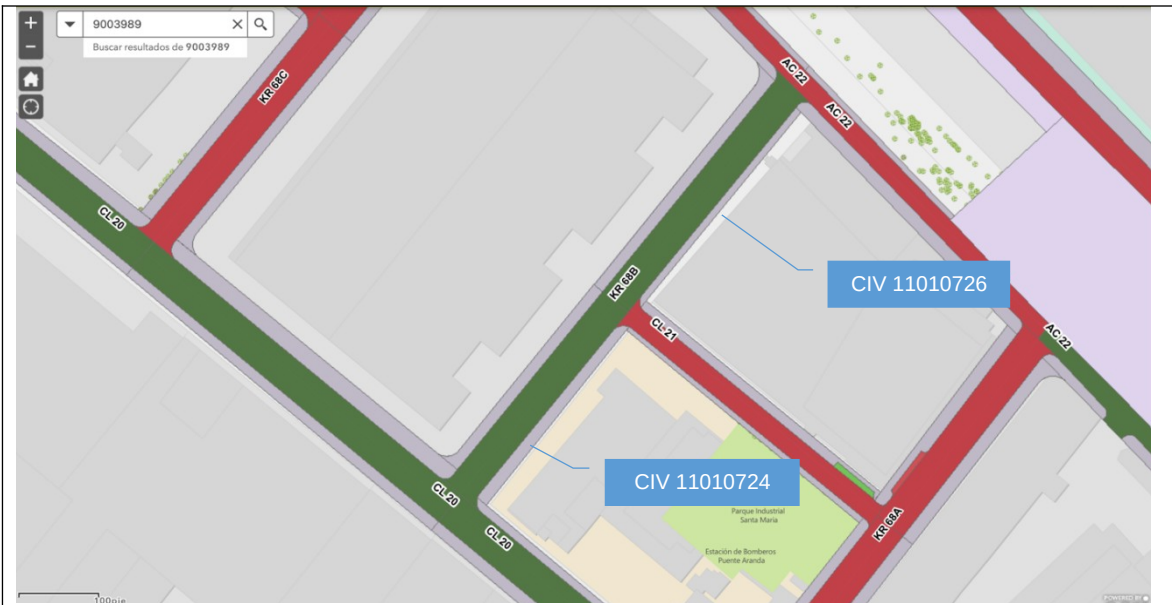 +
9003989
Buscar resultados de 9003989
−
KR 68C
AC 22
AC 22
CL 20
KR 68B
CIV 11010726
CL 21
AC 22
CIV 11010724
CL 20
Parque Industrial
Santa Maria
KR 68A
CL 20
Estación de Bomberos
Puente Aranda
100pie
POWERED BY